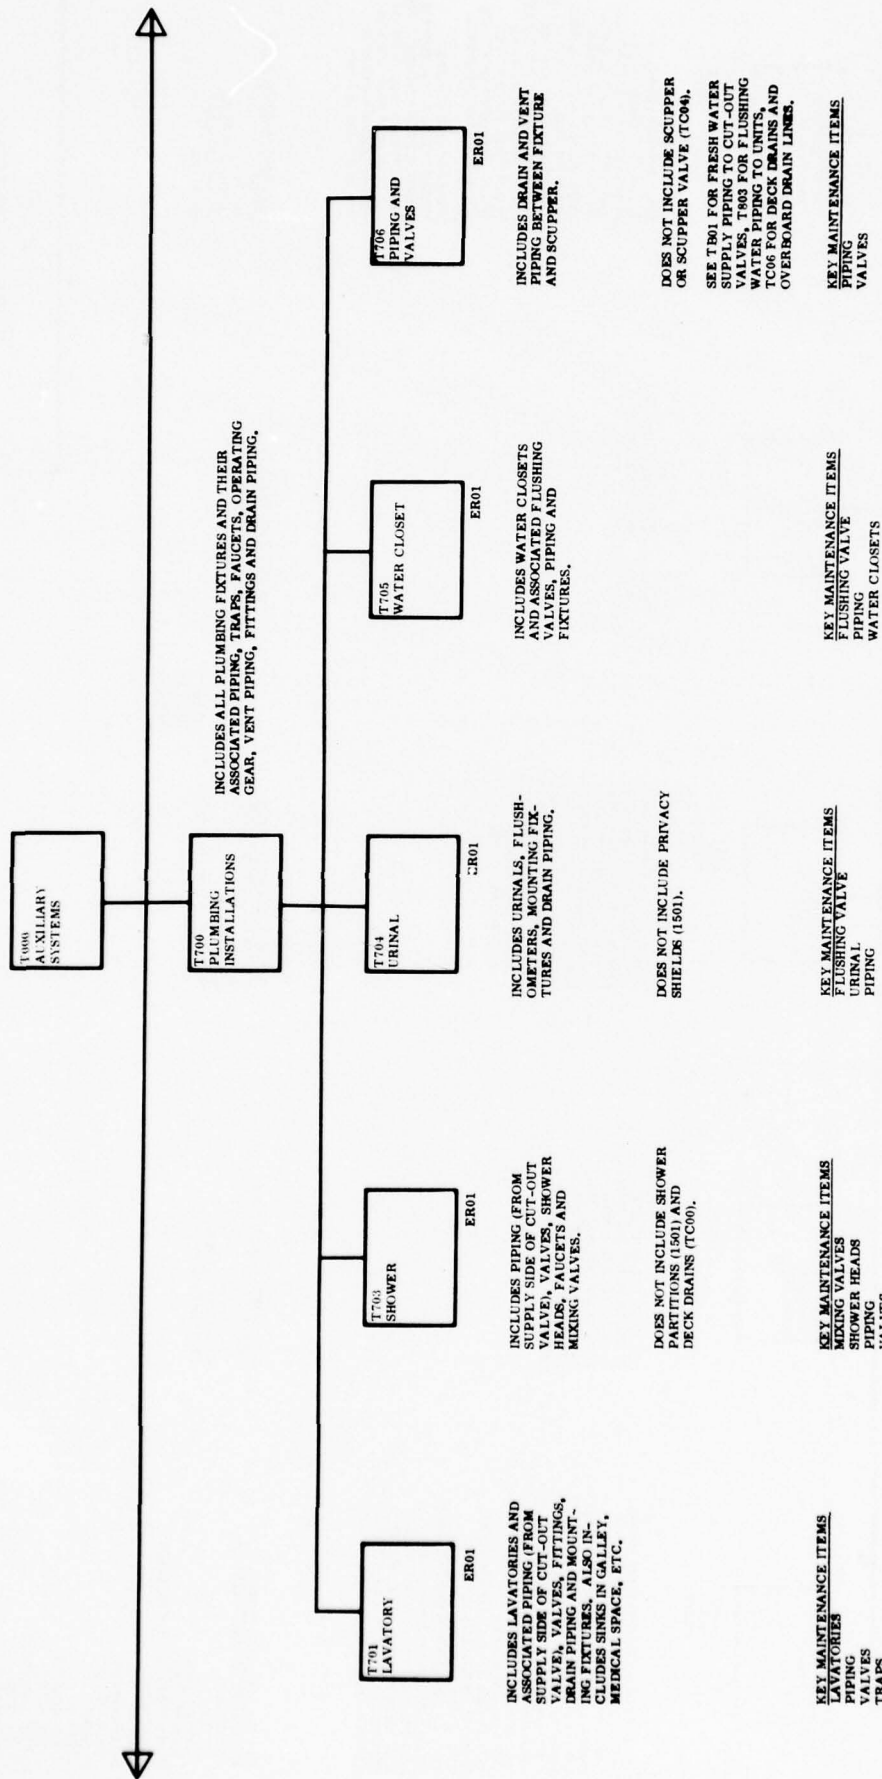 T000
AUXILIARY
SYSTEMS
T700
PLUMBING
INSTALLATIONS
INCLUDES ALL PLUMBING FIXTURES AND THEIR
ASSOCIATED PIPING, TRAPS, FAUCETS, OPERATING
GEAR, VENT PIPING, FITTINGS AND DRAIN PIPING.
T701
LAVATORY
ER01
INCLUDES LAVATORIES AND
ASSOCIATED PIPING (FROM
SUPPLY SIDE OF CUT-OUT
VALVE), VALVES, FITTINGS,
DRAIN PIPING AND MOUNT-
ING FIXTURES. ALSO IN-
CLUDES SINKS IN GALLEY,
MEDICAL SPACE, ETC.
KEY MAINTENANCE ITEMS
LAVATORIES
PIPING
VALVES
TRAPS
T703
SHOWER
ER01
INCLUDES PIPING (FROM
SUPPLY SIDE OF CUT-OUT
VALVE), VALVES, SHOWER
HEADS, FAUCETS AND
MIXING VALVES.
DOES NOT INCLUDE SHOWER
PARTITIONS (1501) AND
DECK DRAINS (TC00).
KEY MAINTENANCE ITEMS
MIXING VALVES
SHOWER HEADS
PIPING
VALVES
T704
URINAL
ER01
INCLUDES URINALS, FLUSH-
OMETERS, MOUNTING FIX-
TURES AND DRAIN PIPING.
DOES NOT INCLUDE PRIVACY
SHIELDS (1501).
KEY MAINTENANCE ITEMS
FLUSHING VALVE
URINAL
PIPING
T705
WATER CLOSET
ER01
INCLUDES WATER CLOSETS
AND ASSOCIATED FLUSHING
VALVES, PIPING AND
FIXTURES.
KEY MAINTENANCE ITEMS
FLUSHING VALVE
PIPING
WATER CLOSETS
T706
PIPING AND
VALVES
ER01
INCLUDES DRAIN AND VENT
PIPING BETWEEN FIXTURE
AND SCUPPER.
DOES NOT INCLUDE SCUPPER
OR SCUPPER VALVE (TC04).
SEE TB01 FOR FRESH WATER
SUPPLY PIPING TO CUT-OUT
VALVES, T803 FOR FLUSHING
WATER PIPING TO UNITS,
TC06 FOR DECK DRAINS AND
OVERBOARD DRAIN LINES.
KEY MAINTENANCE ITEMS
PIPING
VALVES